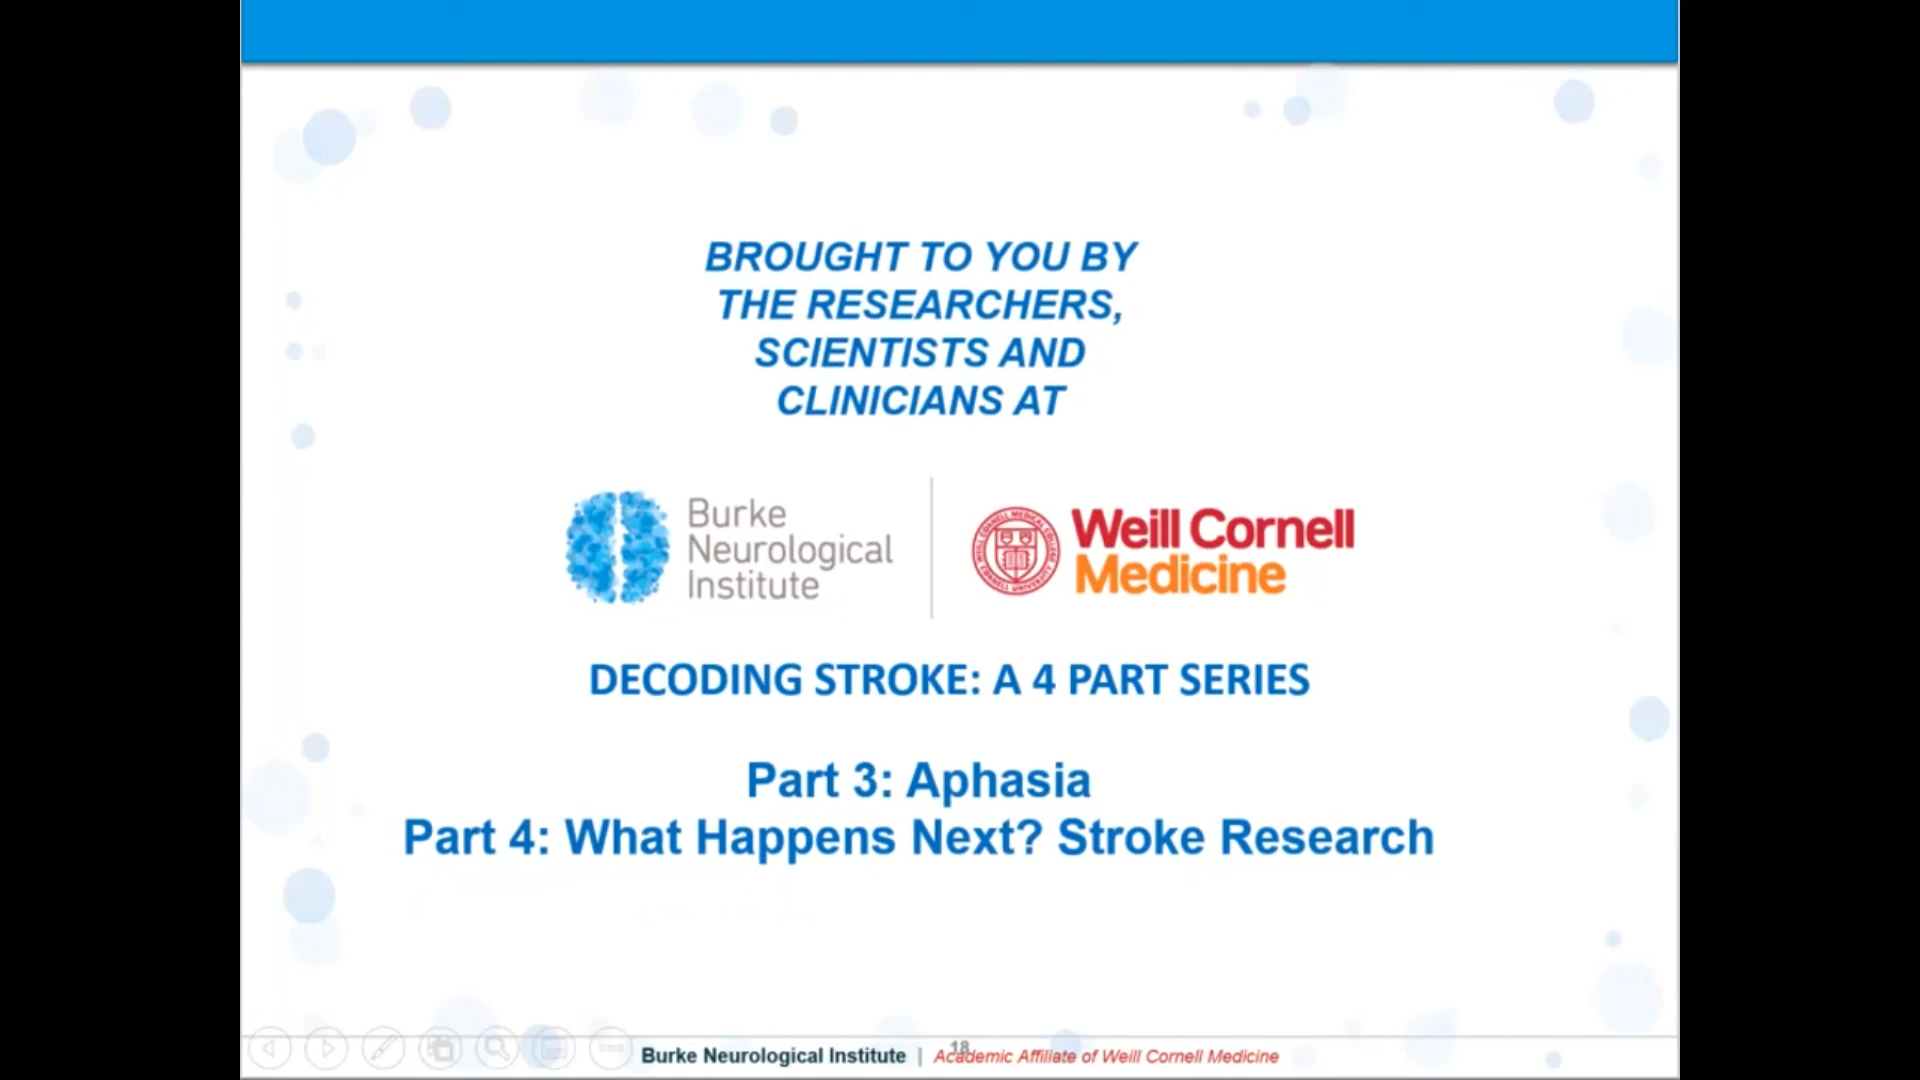 BROUGHT TO YOU BY
THE RESEARCHERS,
SCIENTISTS AND
CLINICIANS AT
Burke
Neurological
Institute
Weill Cornell
Medicine
DECODING STROKE: A 4 PART SERIES
Part 3: Aphasia
Part 4: What Happens Next? Stroke Research
Burke Neurological Institute | Academic Affiliate of Weill Cornell Medicine
18